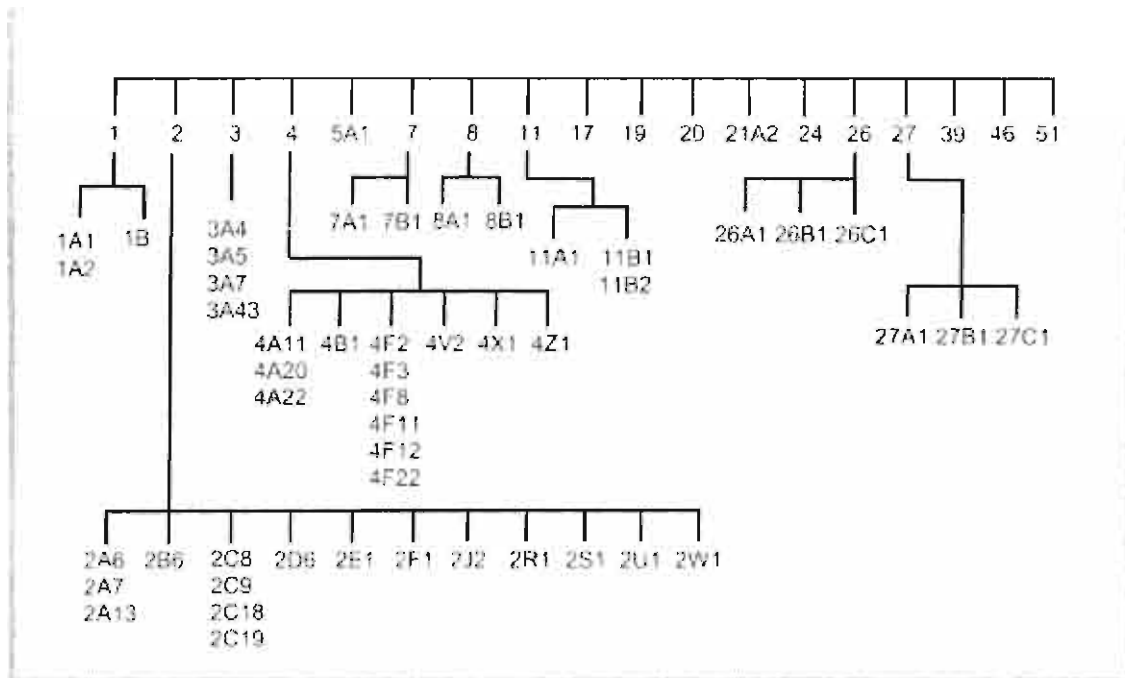 1 2 3 4 5A1 7 8 11 17 19 20 21A2 24 26 27 39 46 51
1A1 1B 3A4 7A1 7B1 8A1 8B1 26A1 26B1 26C1
1A2 3A5 11A1 11B1
3A7 11B2
3A43
4A11 4B1 4F2 4V2 4X1 4Z1 27A1 27B1 27C1
4A20 4F3
4A22 4F8
4F11
4F12
4F22
2A6 2B6 2C8 2D6 2E1 2F1 2J2 2R1 2S1 2U1 2W1
2A7 2C9
2A13 2C18
2C19